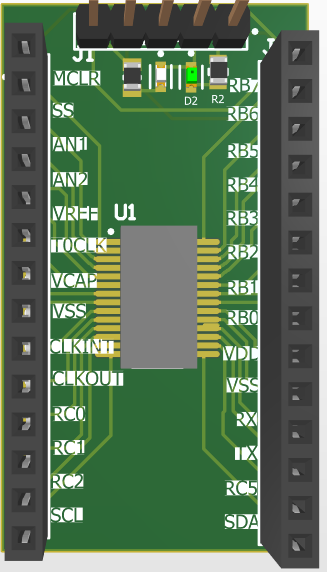 J1
D2 R2
MCLR RB7
SS RB6
AN1 RB5
AN2 RB4
VREF RB3
U1
T0CLK RB2
VCAP RB1
VSS RB0
CLKINT VDD
CLKOUT VSS
RC0 RX
RC1 TX
RC2 RC5
SCL SDA